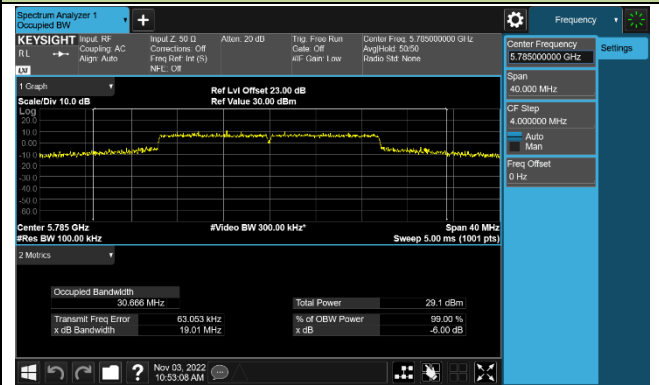 Spectrum Analyzer 1
Occupied BW
Frequency
KEYSIGHT
RL
Input: RF
Coupling: AC
Align: Auto
Input Z: 50 Ω
Corrections: Off
Freq Ref: Int (S)
NFE: Off
Atten: 20 dB
Trig: Free Run
Gate: Off
#IF Gain: Low
Center Freq: 5.785000000 GHz
Avg|Hold: 50/50
Radio Std: None
Center Frequency
5.785000000 GHz
Settings
Span
40.000 MHz
CF Step
4.000000 MHz
Auto
Man
Freq Offset
0 Hz
1 Graph
Scale/Div 10.0 dB
Ref Lvl Offset 23.00 dB
Ref Value 30.00 dBm
Log
20.0
10.0
0.00
-10.0
-20.0
-30.0
-40.0
-50.0
-60.0
Center 5.785 GHz
#Res BW 100.00 kHz
#Video BW 300.00 kHz*
Span 40 MHz
Sweep 5.00 ms (1001 pts)
2 Metrics
Occupied Bandwidth
30.666 MHz
Total Power
29.1 dBm
Transmit Freq Error
63.053 kHz
% of OBW Power
99.00 %
x dB Bandwidth
19.01 MHz
x dB
-6.00 dB
Nov 03, 2022
10:53:08 AM